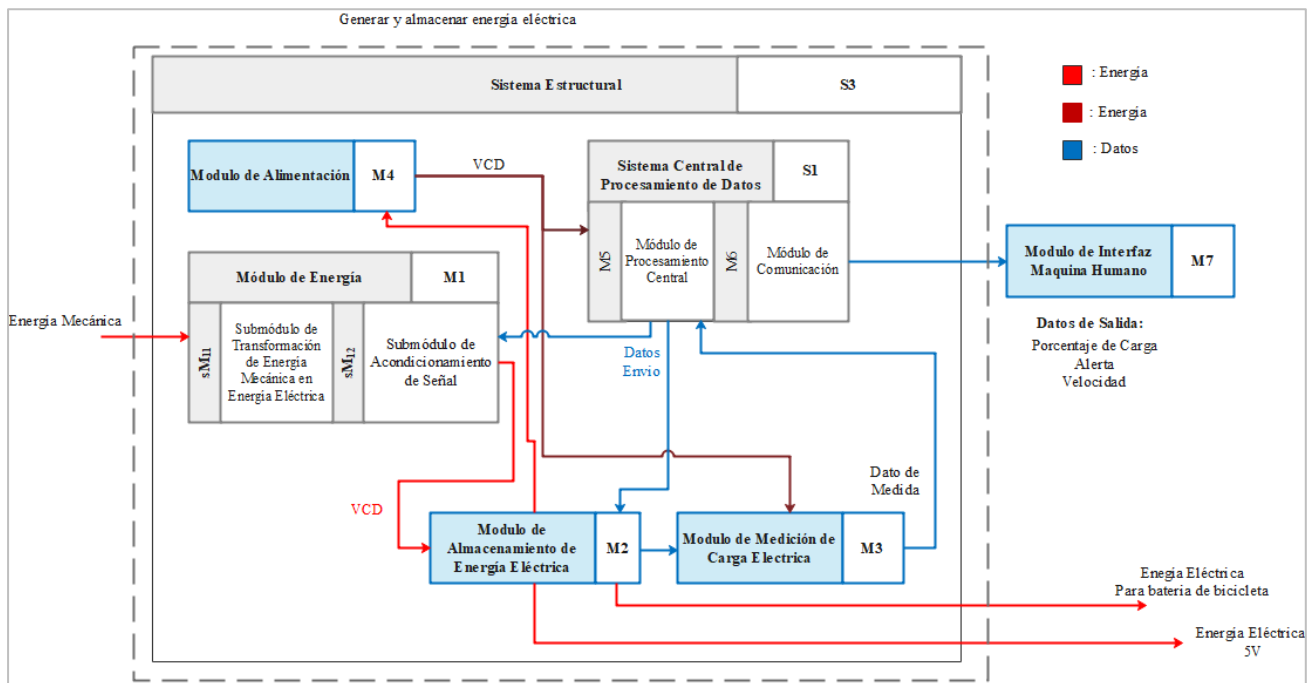 Generar y almacenar energía eléctrica
Sistema Estructural
S3
: Energía
: Energía
: Datos
Modulo de Alimentación
M4
VCD
Sistema Central de
Procesamiento de Datos
S1
M5
Módulo de
Procesamiento
Central
M6
Módulo de
Comunicación
Modulo de Interfaz
Maquina Humano
M7
Datos de Salida:
Porcentaje de Carga
Alerta
Velocidad
Módulo de Energía
M1
Energía Mecánica
sM11
Submódulo de
Transformación
de Energía
Mecánica en
Energía Eléctrica
sM12
Submódulo de
Acondicionamiento
de Señal
Datos
Envio
VCD
Dato de
Medida
Modulo de
Almacenamiento de
Energía Eléctrica
M2
Modulo de Medición de
Carga Electrica
M3
Enegía Eléctrica
Para bateria de bicicleta
Energía Eléctrica
5V